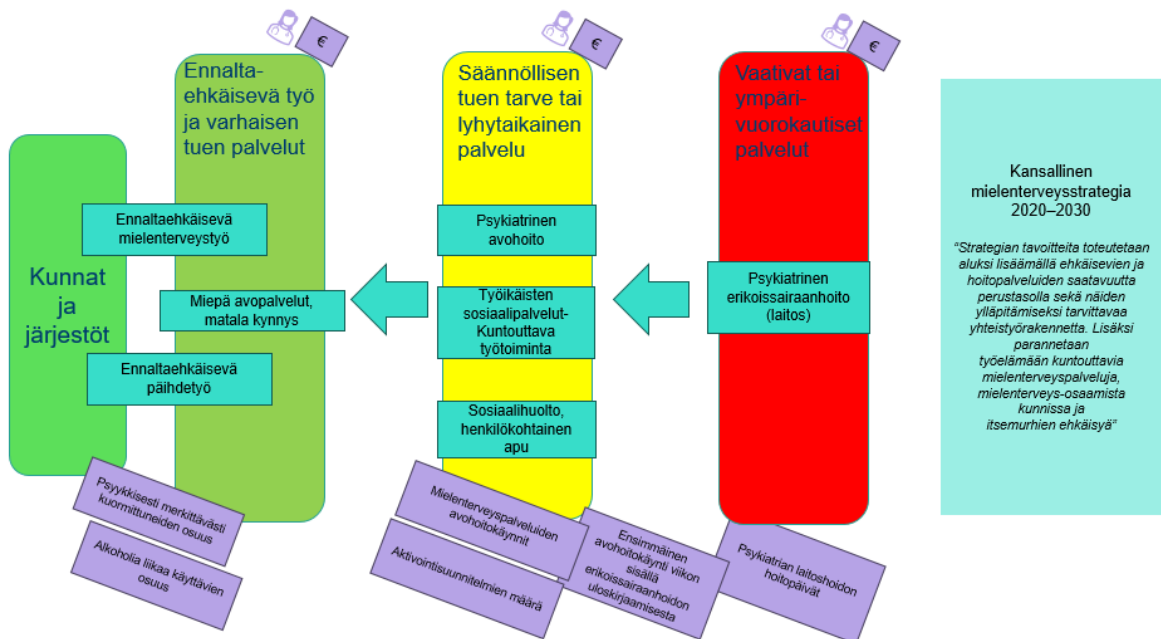 €
€
€
Kunnat
ja
järjestöt
Ennalta-
ehkäisevä työ
ja varhaisen
tuen palvelut
Ennaltaehkäisevä
mielenterveystyö
Miepä avopalvelut,
matala kynnys
Ennaltaehkäisevä
päihdetyö
Psyykkisesti merkittävästi
kuormittuneiden osuus
Alkoholia liikaa käyttävien
osuus
Säännöllisen
tuen tarve tai
lyhytaikainen
palvelu
Psykiatrinen
avohoito
Työikäisten
sosiaalipalvelut-
Kuntouttava
työtoiminta
Sosiaalihuolto,
henkilökohtainen
apu
Mielenterveyspalveluiden
avohoitokäynnit
Aktivointisuunnitelmien määrä
Ensimmäinen
avohoitokäynti viikon
sisällä
erikoissairaanhoidon
uloskirjaamisesta
Vaativat tai
ympäri-
vuorokautiset
palvelut
Psykiatrinen
erikoissairaanhoito
(laitos)
Psykiatrian laitoshoidon
hoitopäivät
Kansallinen
mielenterveysstrategia
2020–2030
"Strategian tavoitteita toteutetaan
aluksi lisäämällä ehkäisevien ja
hoitopalveluiden saatavuutta
perustasolla sekä näiden
ylläpitämiseksi tarvittavaa
yhteistyörakennetta. Lisäksi
parannetaan
työelämään kuntouttavia
mielenterveyspalveluja,
mielenterveys-osaamista
kunnissa ja
itsemurhien ehkäisyä"